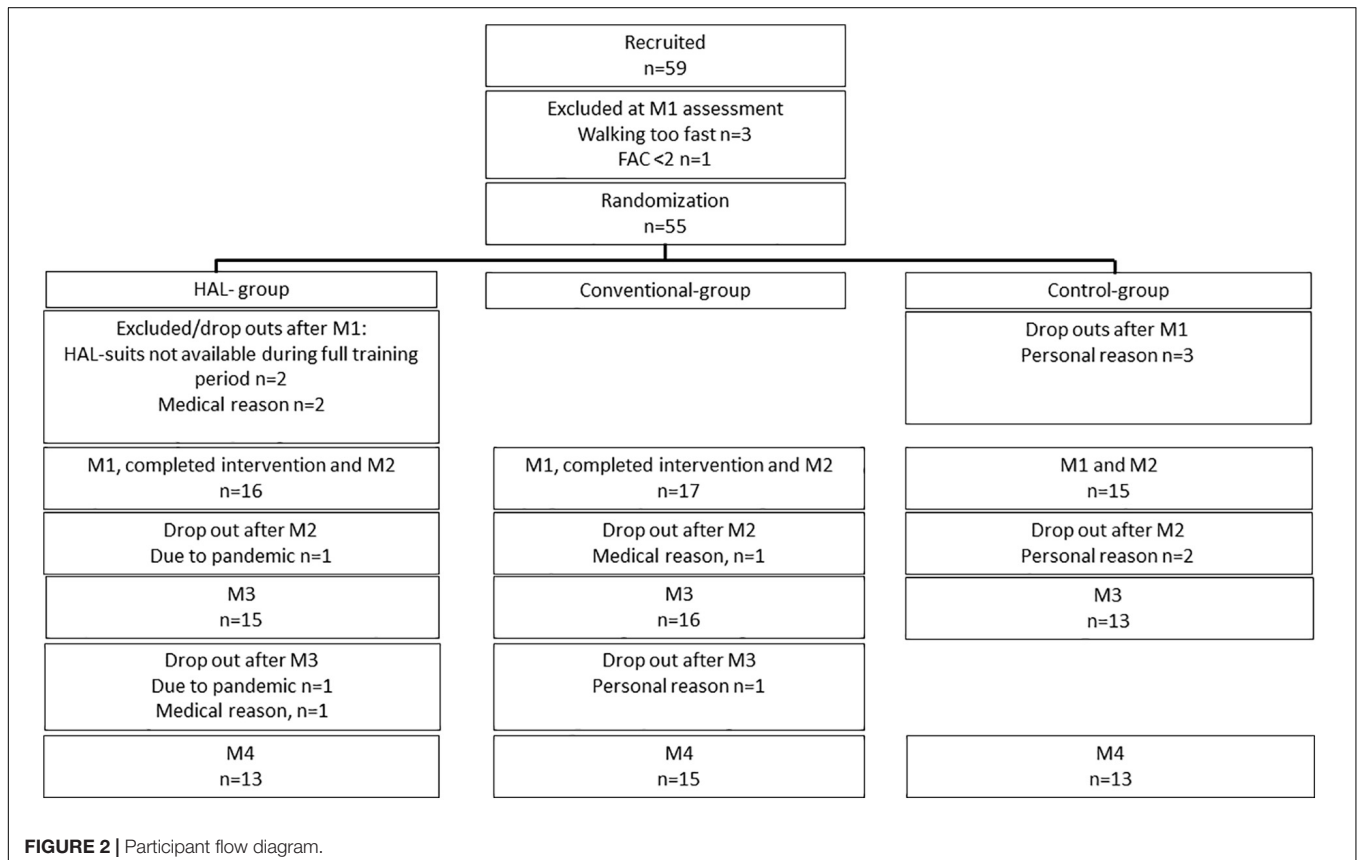 Recruited
n=59
Excluded at M1 assessment
Walking too fast n=3
FAC <2 n=1
Randomization
n=55
HAL- group
Excluded/drop outs after M1:
HAL-suits not available during full training
period n=2
Medical reason n=2
M1, completed intervention and M2
n=16
Drop out after M2
Due to pandemic n=1
M3
n=15
Drop out after M3
Due to pandemic n=1
Medical reason, n=1
M4
n=13
Conventional-group
M1, completed intervention and M2
n=17
Drop out after M2
Medical reason, n=1
M3
n=16
Drop out after M3
Personal reason n=1
M4
n=15
Control-group
Drop outs after M1
Personal reason n=3
M1 and M2
n=15
Drop out after M2
Personal reason n=2
M3
n=13
M4
n=13
FIGURE 2 | Participant flow diagram.